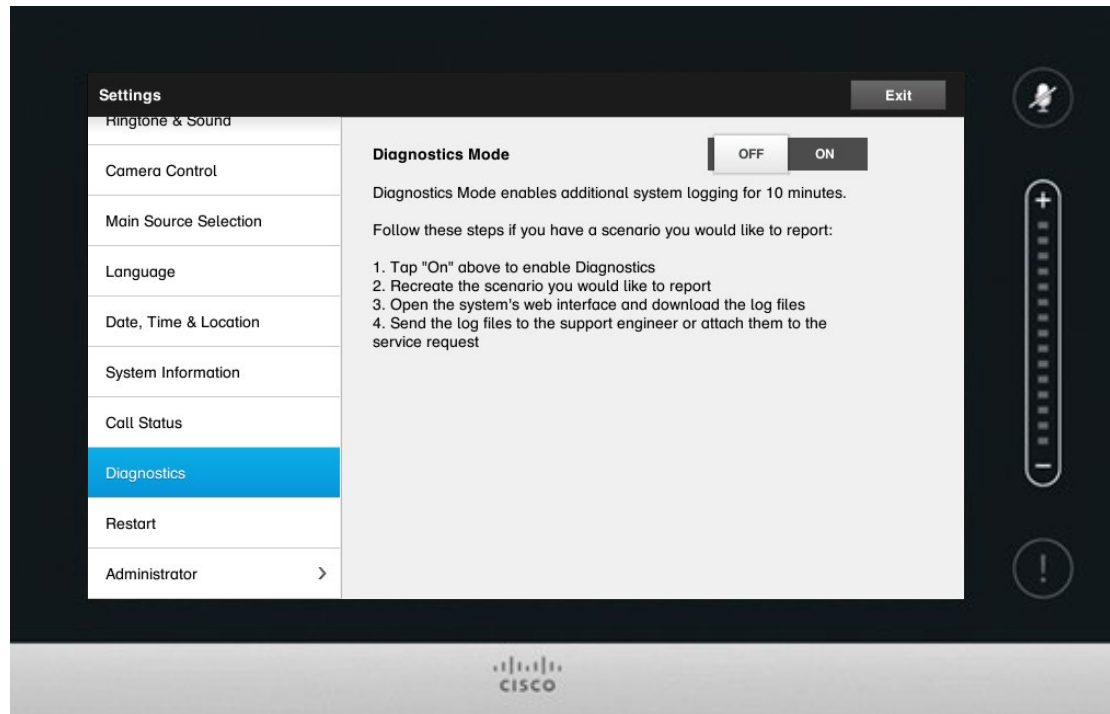 Settings
Exit
Ringtone & Sound
Camera Control
Main Source Selection
Language
Date, Time & Location
System Information
Call Status
Diagnostics
Restart
Administrator
Diagnostics Mode
OFF
ON
Diagnostics Mode enables additional system logging for 10 minutes.
Follow these steps if you have a scenario you would like to report:
1. Tap "On" above to enable Diagnostics
2. Recreate the scenario you would like to report
3. Open the system's web interface and download the log files
4. Send the log files to the support engineer or attach them to the
service request
+
−
!
CISCO